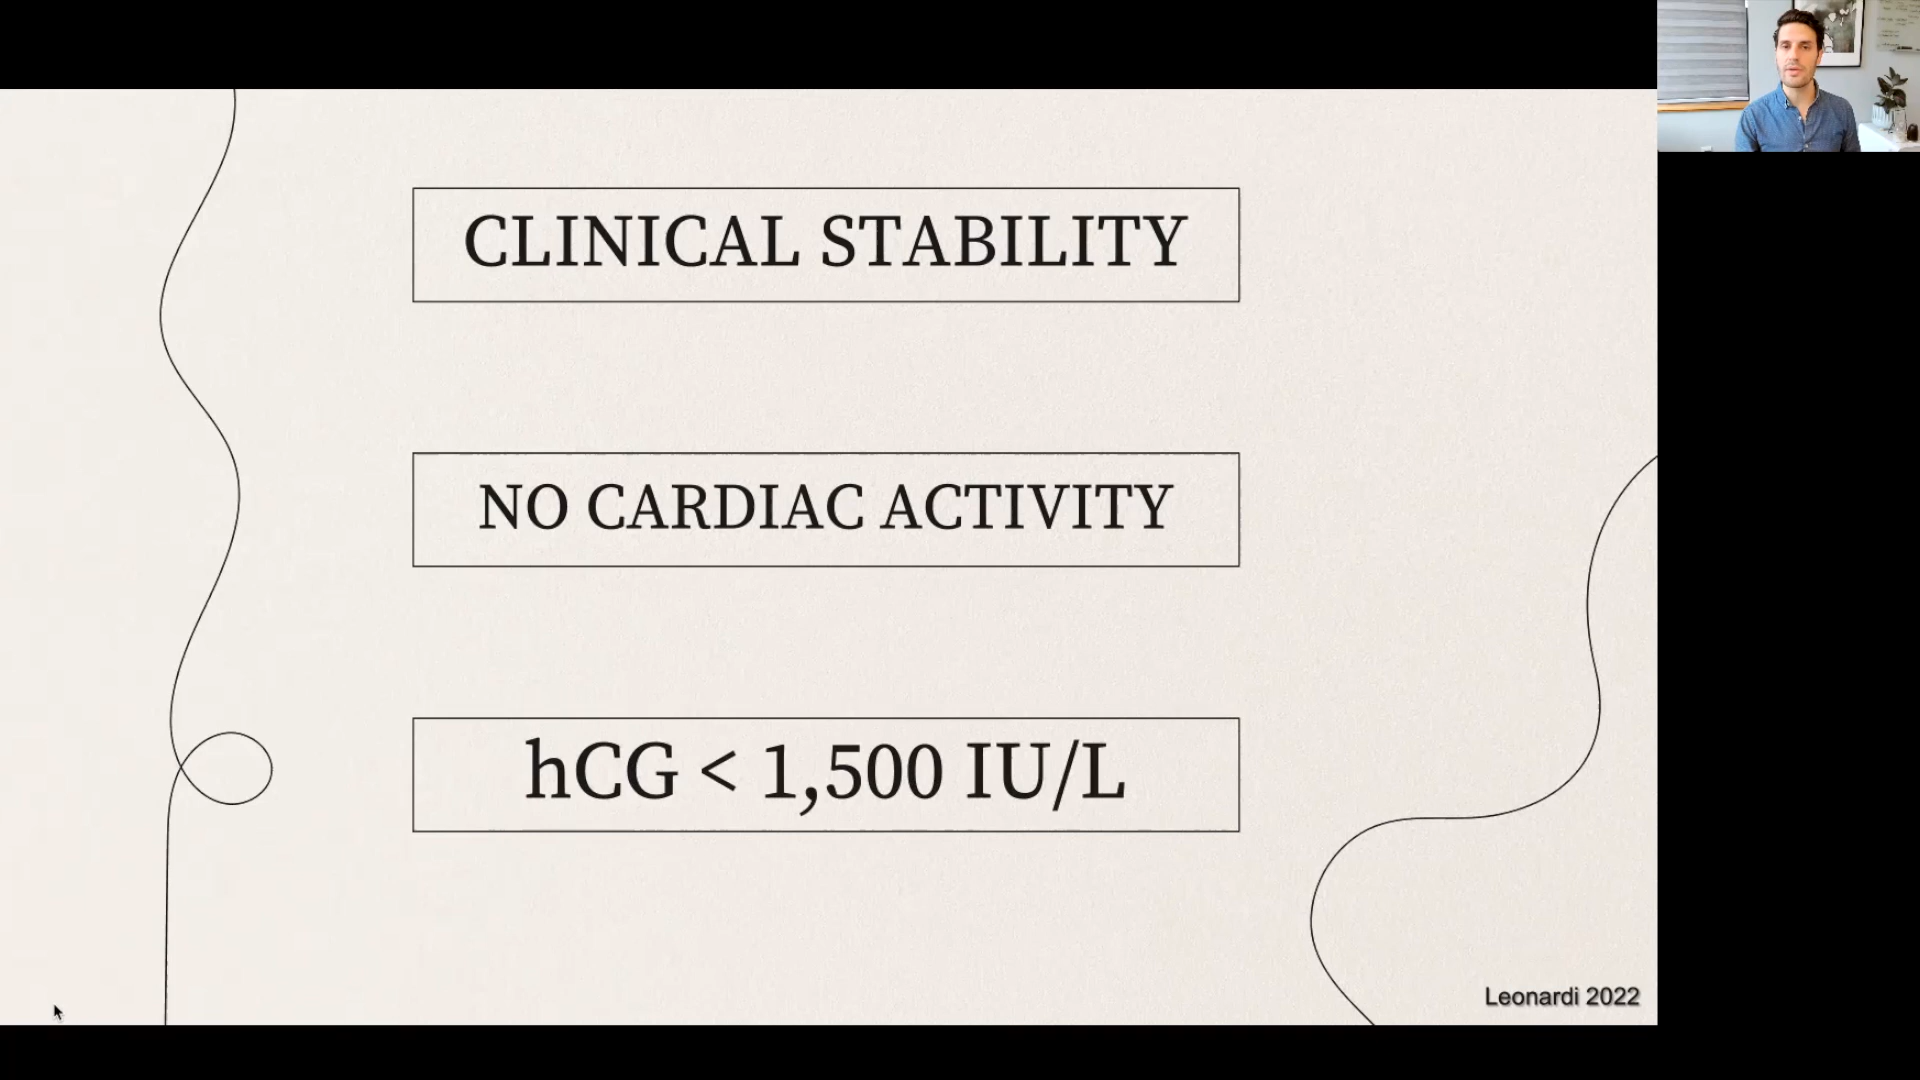 CLINICAL STABILITY
NO CARDIAC ACTIVITY
hCG < 1,500 IU/L
Leonardi 2022